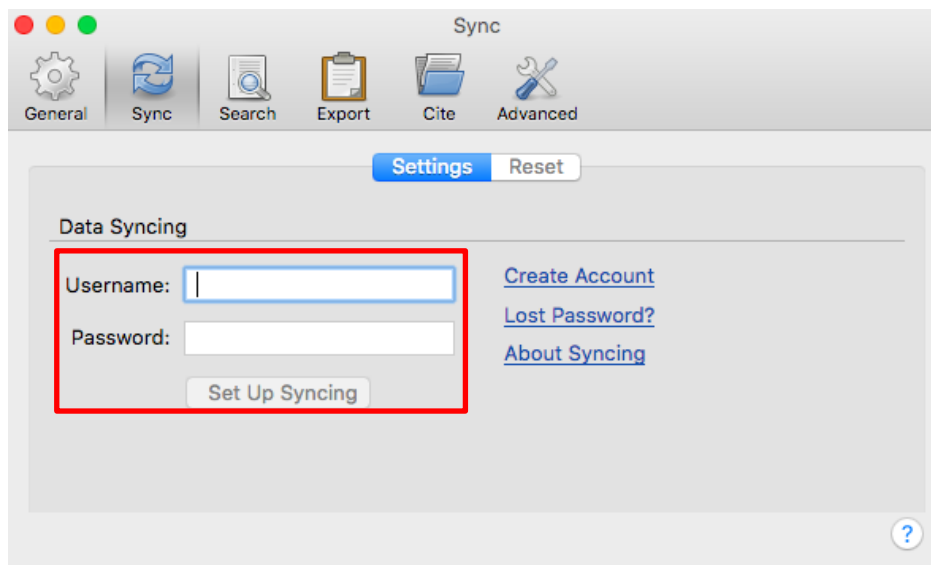 Sync
General Sync Search Export Cite Advanced
Settings Reset
Data Syncing
Username:
Create Account
Lost Password?
Password:
About Syncing
Set Up Syncing
?